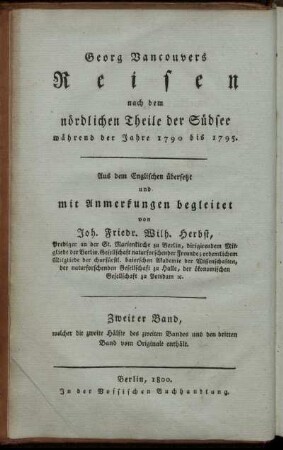 Georg Vancouvers
Reisen
nach dem
nördlichen Theile der Südsee
während der Jahre 1790 bis 1795.
Aus dem Englischen übersetzt
und
mit Anmerkungen begleitet
von
Joh. Friedr. Wilh. Herbst,
Prediger an der St. Marienkirche zu Berlin, dirigirendem Mit-
gliede der Berlin. Gesellschaft naturforschender Freunde; ordentlichem
Mitgliede der churfürstl. baierschen Akademie der Wissenschaften,
der naturforschenden Gesellschaft zu Halle, der ökonomischen
Gesellschaft zu Potsdam ꝛc.
Zweiter Band,
welcher die zweite Hälfte des zweiten Bandes und den dritten
Band vom Originale enthält.
Berlin, 1800.
In der Vossischen Buchhandlung.